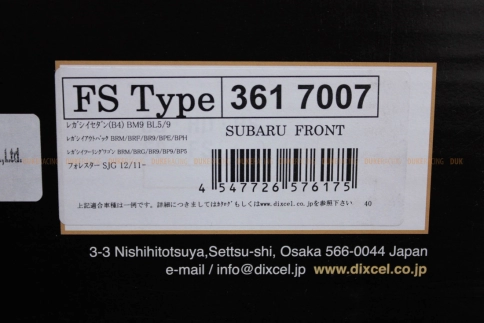 FS Type 361 7007
レガシイセダン(B4) BM9 BL5/9
SUBARU FRONT
レガシイアウトバック BRM/BRF/BR9/BPE/BPH
レガシイツーリングワゴン BRM/BRG/BR9/BP9/BP5
フォレスター SJG 12/11-
4 547726 576175
上記適合車種は一例です。詳細につきましてはカタログもしくはwww.dixcel.co.jpを参照下さい 40
3-3 Nishihitotsuya,Settsu-shi, Osaka 566-0044 Japan
e-mail / info@dixcel.jp www.dixcel.co.jp
Ltd